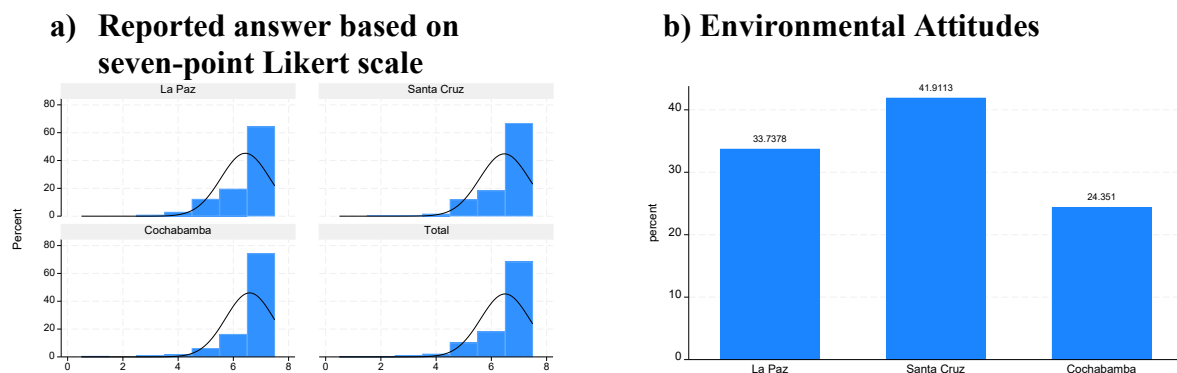 a) Reported answer based on
seven-point Likert scale
La Paz
Santa Cruz
80
60
40
20
0
Cochabamba
Total
80
60
40
20
0
0 2 4 6 8
0 2 4 6 8
Percent
b) Environmental Attitudes
41.9113
33.7378
24.351
40
30
20
10
0
percent
La Paz
Santa Cruz
Cochabamba